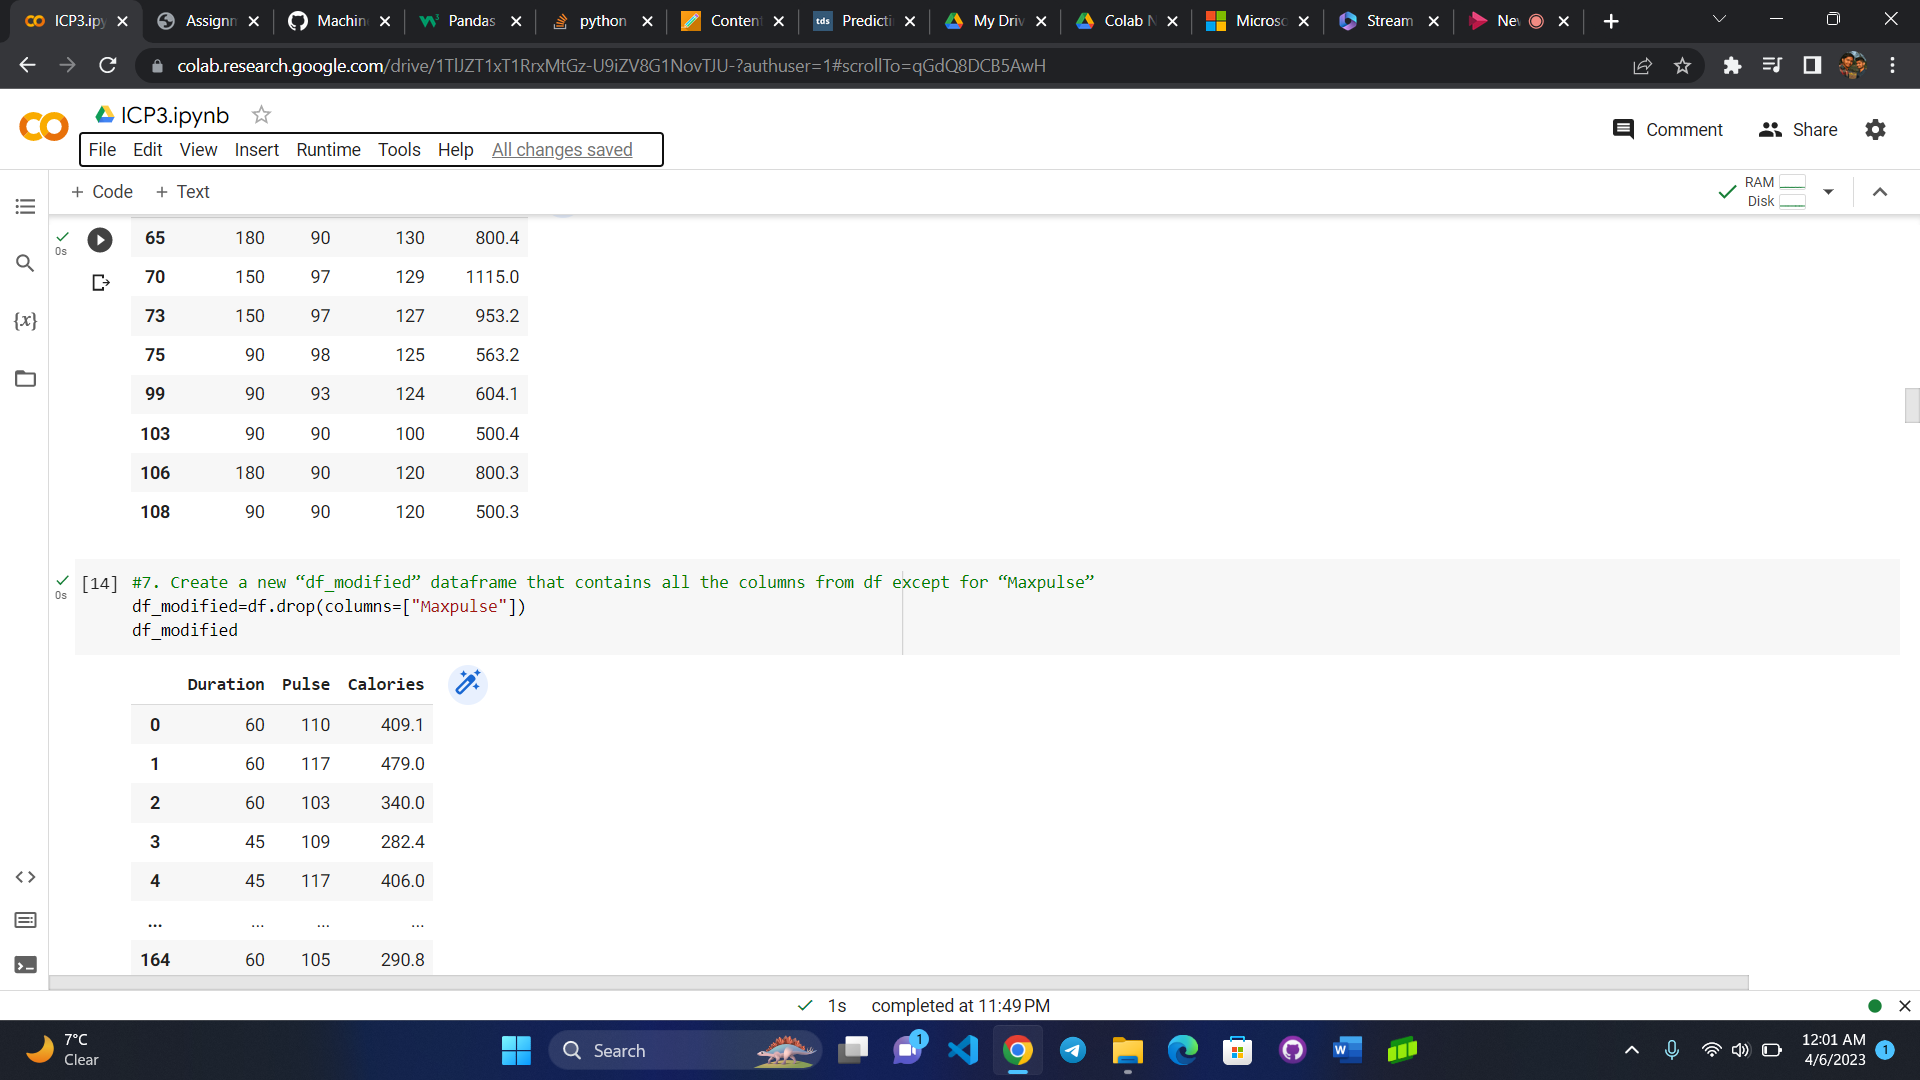 ICP3.ipy
Assignm
Machin
Pandas
python
Content
tds Predicti
My Driv
Colab N
Microso
Stream
Nev
colab.research.google.com/drive/1TlJZT1xT1RrxMtGz-U9iZV8G1NovTJU-?authuser=1#scrollTo=qGdQ8DCB5AwH
ICP3.ipynb
Comment Share
File Edit View Insert Runtime Tools Help All changes saved
+ Code + Text
RAM
Disk
0s
65 180 90 130 800.4
70 150 97 129 1115.0
73 150 97 127 953.2
75 90 98 125 563.2
99 90 93 124 604.1
103 90 90 100 500.4
106 180 90 120 800.3
108 90 90 120 500.3
{x}
0s
[14] #7. Create a new “df_modified” dataframe that contains all the columns from df except for “Maxpulse”
df_modified=df.drop(columns=["Maxpulse"])
df_modified
Duration Pulse Calories
0 60 110 409.1
1 60 117 479.0
2 60 103 340.0
3 45 109 282.4
4 45 117 406.0
... ... ... ...
164 60 105 290.8
1s completed at 11:49 PM
7°C
Clear
Search
1
12:01 AM
4/6/2023
1